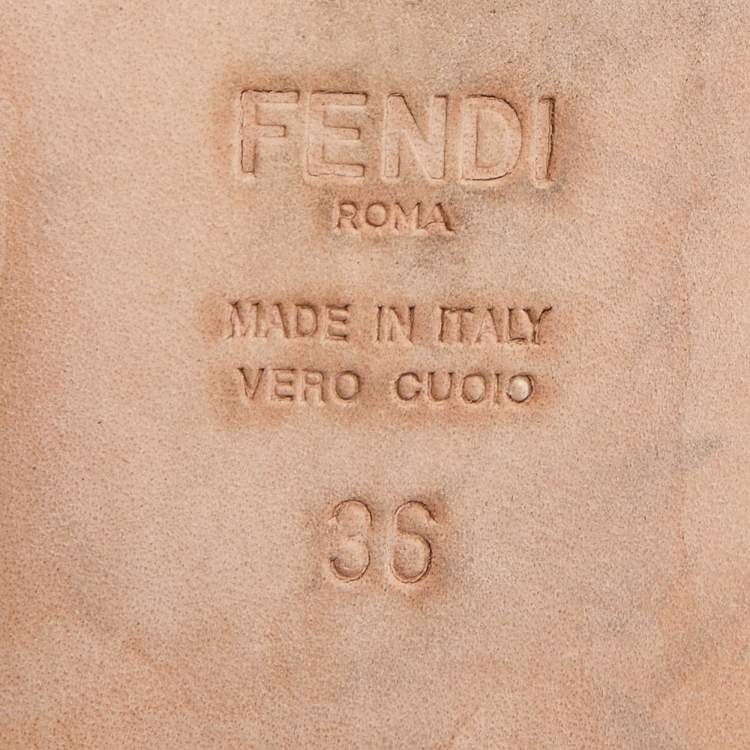 FENDI
ROMA
MADE IN ITALY
VERO CUOIO
36